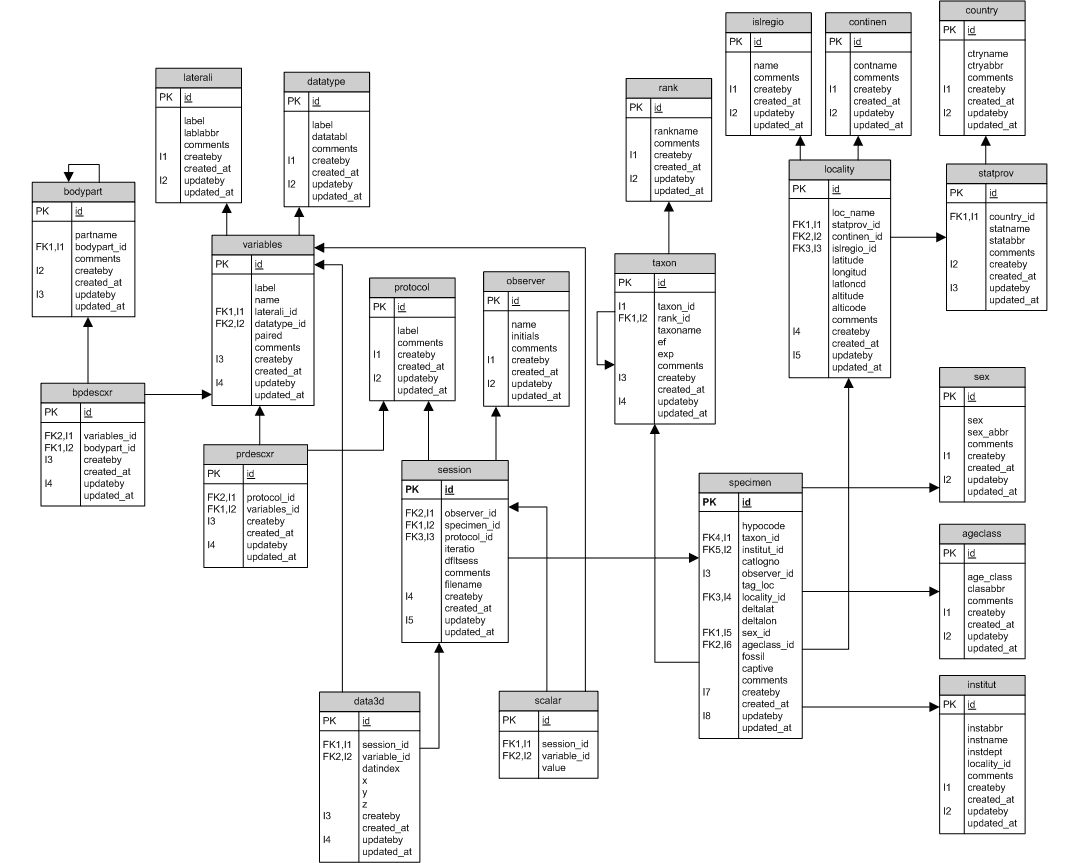 laterali
PK id
label
lablabbr
comments
I1 createby
created_at
I2 updateby
updated_at
datatype
PK id
label
datatabl
comments
I1 createby
created_at
I2 updateby
updated_at
bodypart
PK id
partname
FK1,I1 bodypart_id
comments
I2 createby
created_at
I3 updateby
updated_at
variables
PK id
label
name
FK1,I1 laterali_id
FK2,I2 datatype_id
paired
comments
I3 createby
created_at
I4 updateby
updated_at
bpdescxr
PK id
FK2,I1 variables_id
FK1,I2 bodypart_id
I3 createby
created_at
I4 updateby
updated_at
prdescxr
PK id
FK2,I1 protocol_id
FK1,I2 variables_id
I3 createby
created_at
I4 updateby
updated_at
protocol
PK id
label
comments
I1 createby
created_at
I2 updateby
updated_at
observer
PK id
name
initials
comments
I1 createby
created_at
I2 updateby
updated_at
session
PK id
FK2,I1 observer_id
FK1,I2 specimen_id
FK3,I3 protocol_id
iteratio
dfltsess
comments
filename
I4 createby
created_at
I5 updateby
updated_at
data3d
PK id
FK1,I1 session_id
FK2,I2 variable_id
datindex
x
y
z
I3 createby
created_at
I4 updateby
updated_at
scalar
PK id
FK1,I1 session_id
FK2,I2 variable_id
value
rank
PK id
rankname
comments
I1 createby
created_at
I2 updateby
updated_at
taxon
PK id
I1 taxon_id
FK1,I2 rank_id
taxoname
ef
exp
comments
I3 createby
created_at
I4 updateby
updated_at
specimen
PK id
hypocode
FK4,I1 taxon_id
FK5,I2 institut_id
catlogno
I3 observer_id
tag_loc
FK3,I4 locality_id
deltalat
deltalon
FK1,I5 sex_id
FK2,I6 ageclass_id
fossil
captive
comments
I7 createby
created_at
I8 updateby
updated_at
islregio
PK id
name
comments
I1 createby
created_at
I2 updateby
updated_at
continen
PK id
contname
comments
I1 createby
created_at
I2 updateby
updated_at
country
PK id
ctryname
ctryabbr
comments
I1 createby
created_at
I2 updateby
updated_at
locality
PK id
loc_name
FK1,I1 statprov_id
FK2,I2 continen_id
FK3,I3 islregio_id
latitude
longitud
latloncd
altitude
alticode
comments
I4 createby
created_at
I5 updateby
updated_at
statprov
PK id
FK1,I1 country_id
statname
statabbr
comments
I2 createby
created_at
I3 updateby
updated_at
sex
PK id
sex
sex_abbr
comments
I1 createby
created_at
I2 updateby
updated_at
ageclass
PK id
age_class
clasabbr
comments
I1 createby
created_at
I2 updateby
updated_at
institut
PK id
instabbr
instname
instdept
locality_id
comments
I1 createby
created_at
I2 updateby
updated_at